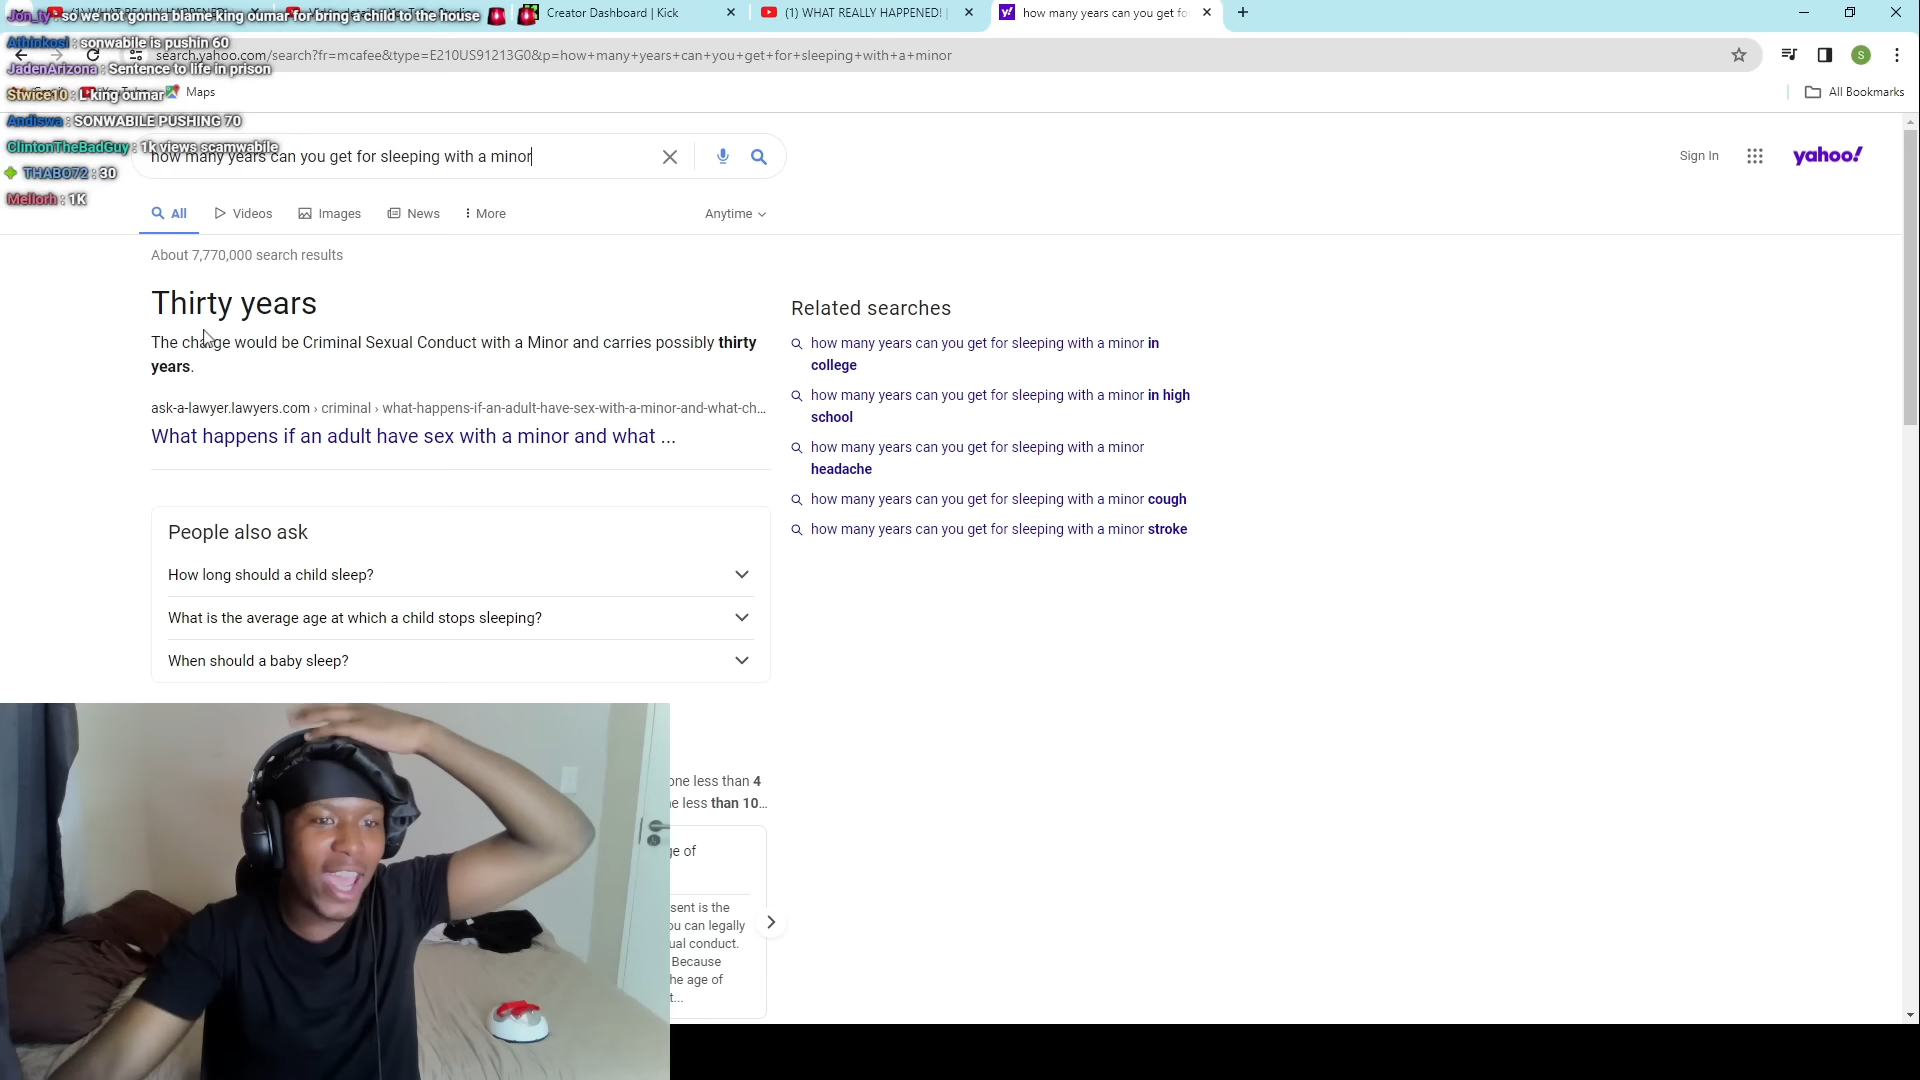 Jon_ty : so we not gonna blame king oumar for bring a child to the house
Creator Dashboard | Kick
(1) WHAT REALLY HAPPENED! |
how many years can you get fo
Athinkosi : sonwabile is pushin 60
search.yahoo.com/search?fr=mcafee&type=E210US91213G0&p=how+many+years+can+you+get+for+sleeping+with+a+minor
S
JadenArizona : Sentence to life in prison
Stwice10 : L king oumar
Maps
All Bookmarks
Andiswa : SONWABILE PUSHING 70
ClintonTheBadGuy : 1k views scamwabile
how many years can you get for sleeping with a minor
Sign In
yahoo!
THABO72 : 30
Mellorh : 1K
All
Videos
Images
News
More
Anytime
About 7,770,000 search results
Thirty years
The charge would be Criminal Sexual Conduct with a Minor and carries possibly thirty
years.
ask-a-lawyer.lawyers.com › criminal › what-happens-if-an-adult-have-sex-with-a-minor-and-what-ch...
What happens if an adult have sex with a minor and what ...
Related searches
how many years can you get for sleeping with a minor in
college
how many years can you get for sleeping with a minor in high
school
how many years can you get for sleeping with a minor
headache
how many years can you get for sleeping with a minor cough
how many years can you get for sleeping with a minor stroke
People also ask
How long should a child sleep?
What is the average age at which a child stops sleeping?
When should a baby sleep?
one less than 4
less than 10...
of
sent is the
can legally
conduct.
Because
age of